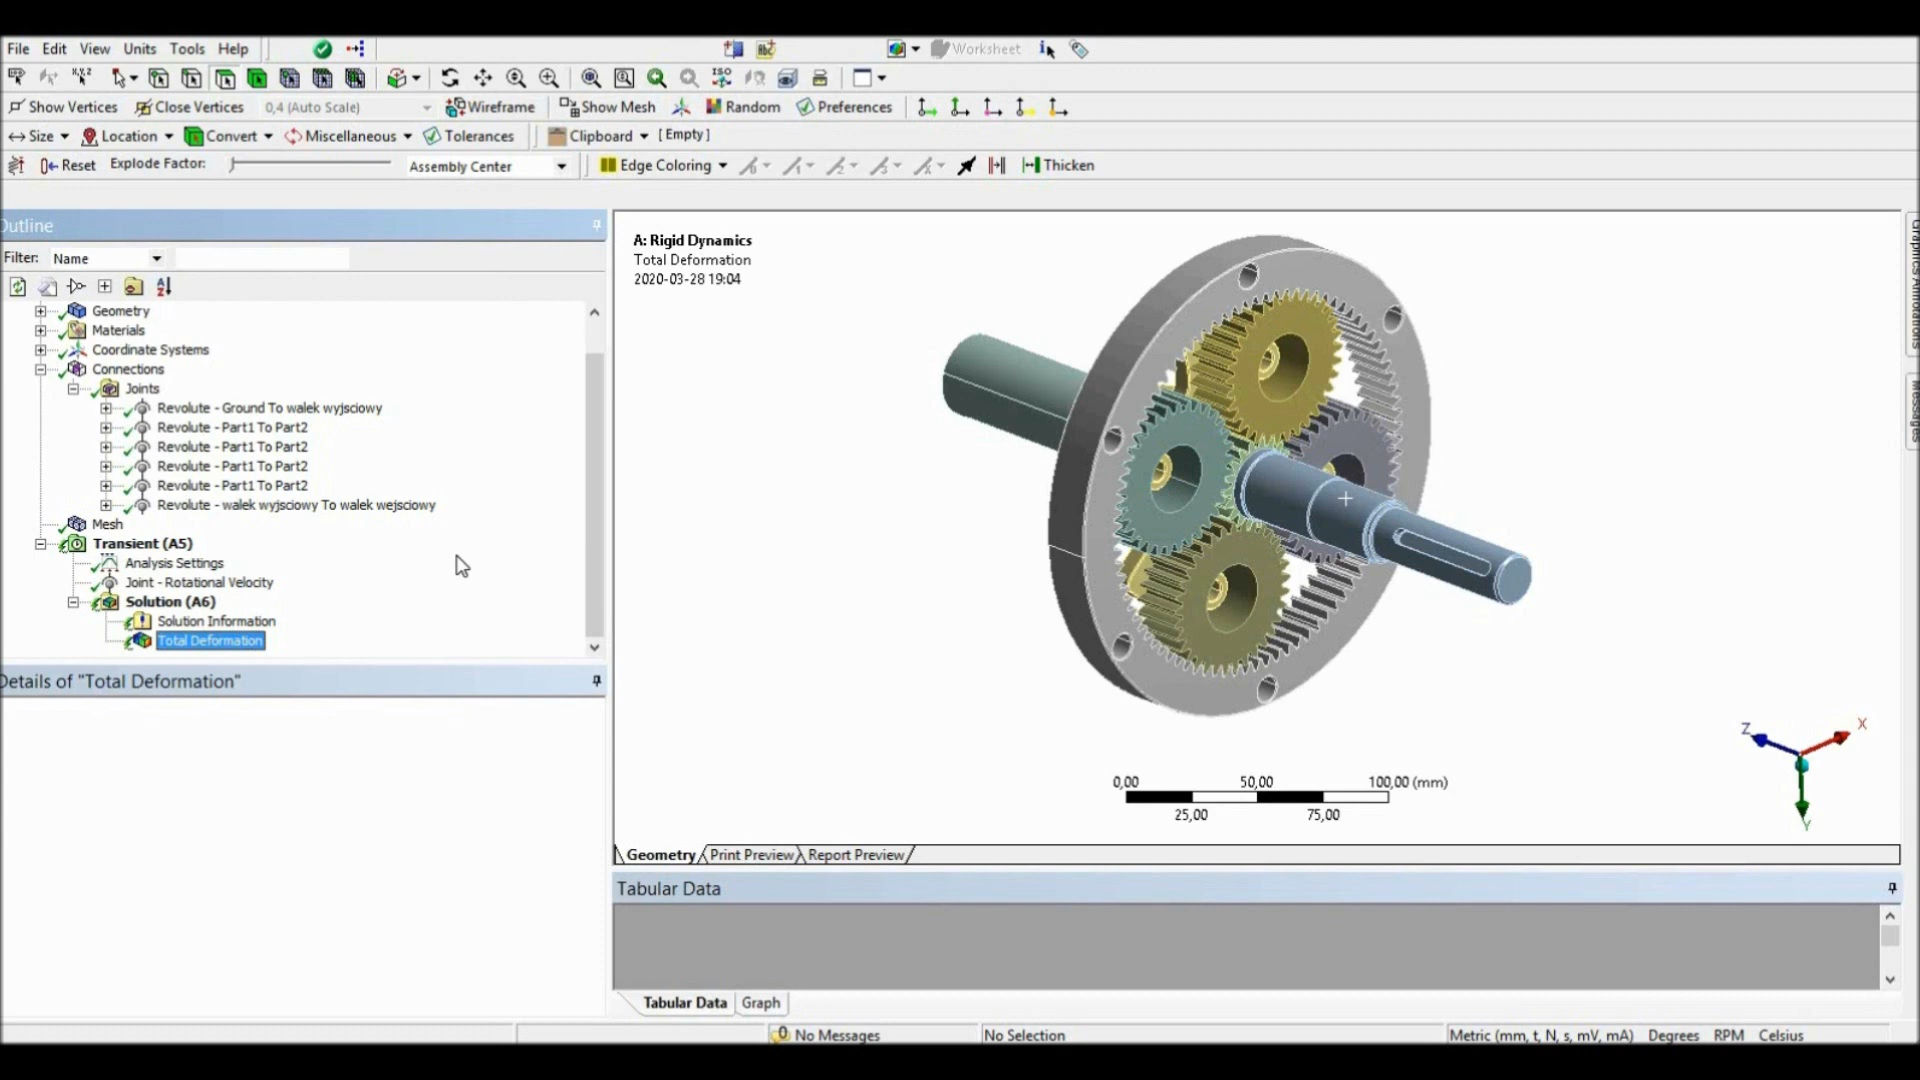 File Edit View Units Tools Help Worksheet
Show Vertices Close Vertices 0,4 (Auto Scale) Wireframe Show Mesh Random Preferences
Size Location Convert Miscellaneous Tolerances Clipboard [Empty]
Reset Explode Factor: Assembly Center Edge Coloring Thicken
Outline
Filter: Name
Geometry
Materials
Coordinate Systems
Connections
Joints
Revolute - Ground To walek wyjsciowy
Revolute - Part1 To Part2
Revolute - Part1 To Part2
Revolute - Part1 To Part2
Revolute - Part1 To Part2
Revolute - walek wyjsciowy To walek wejsciowy
Mesh
Transient (A5)
Analysis Settings
Joint - Rotational Velocity
Solution (A6)
Solution Information
Total Deformation
Details of "Total Deformation"
A: Rigid Dynamics
Total Deformation
2020-03-28 19:04
Z X
Y
0,00 50,00 100,00 (mm)
25,00 75,00
Geometry Print Preview Report Preview
Tabular Data
Tabular Data Graph
Graphics Annotations
Messages
0 No Messages No Selection Metric (mm, t, N, s, mV, mA) Degrees RPM Celsius